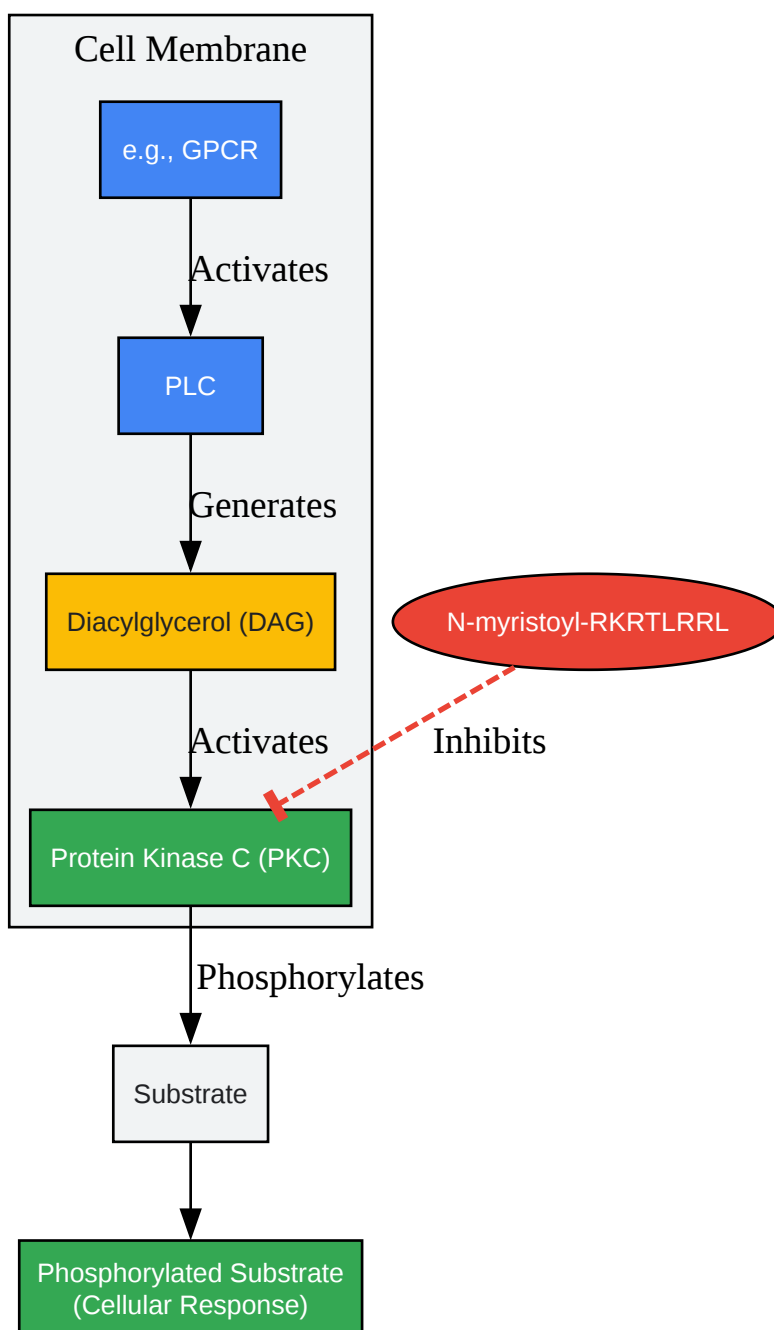 Cell Membrane
e.g., GPCR
Activates
PLC
Generates
Diacylglycerol (DAG)
N-myristoyl-RKRTLRRL
Activates
Inhibits
Protein Kinase C (PKC)
Phosphorylates
Substrate
Phosphorylated Substrate
(Cellular Response)